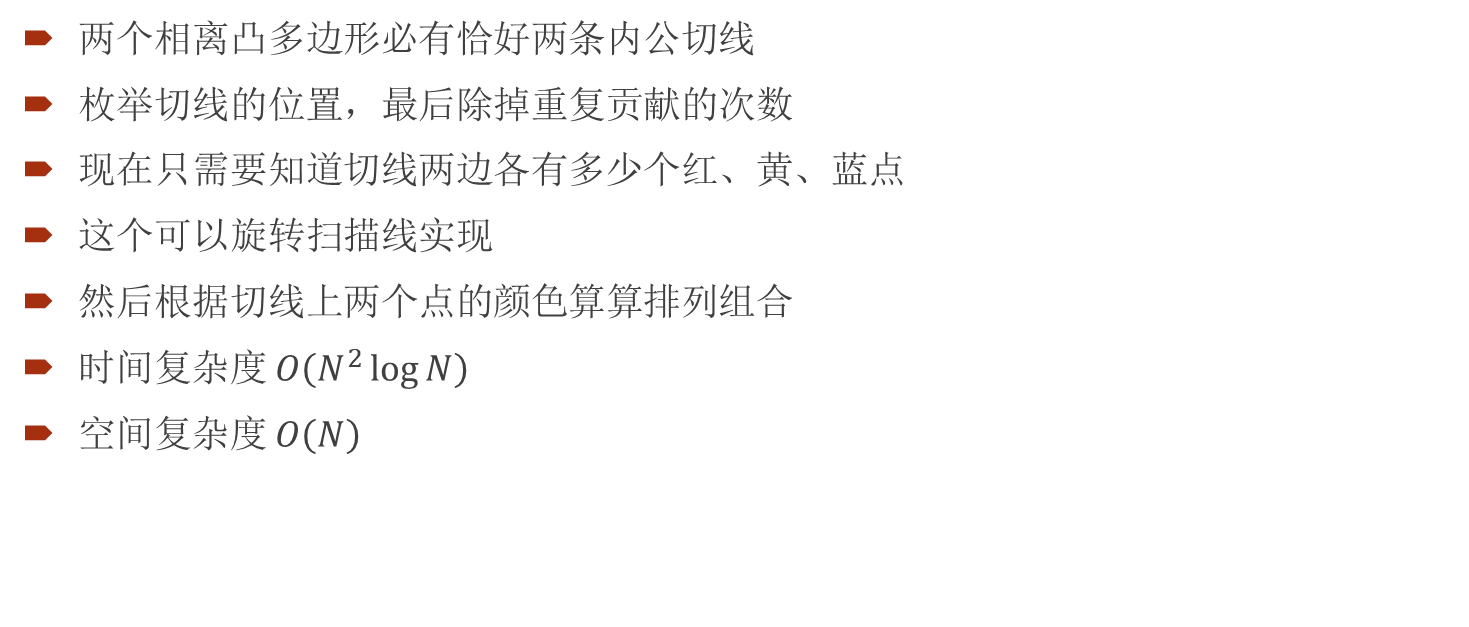 两个相离凸多边形必有恰好两条内公切线
枚举切线的位置，最后除掉重复贡献的次数
现在只需要知道切线两边各有多少个红、黄、蓝点
这个可以旋转扫描线实现
然后根据切线上两个点的颜色算算排列组合
时间复杂度 O(N² log N)
空间复杂度 O(N)